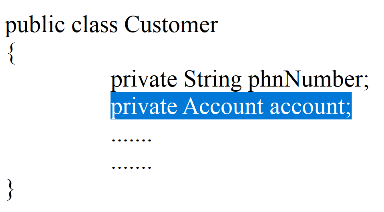 public class Customer
{
private String phnNumber;
private Account account;
.......
.......
}